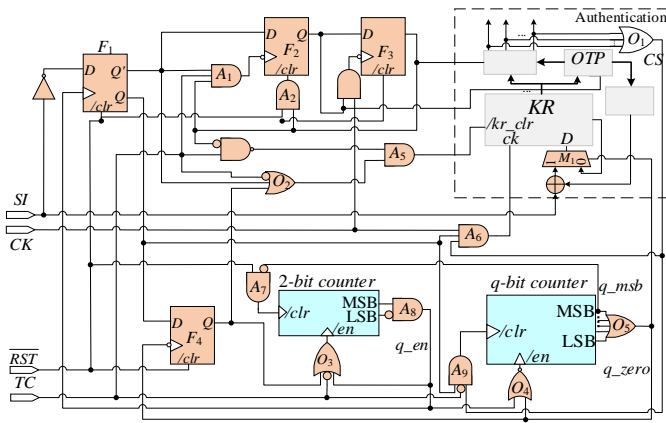 Authentication
F1
D Q'
Q
/clr
D Q
F2
/clr
D
F3
/clr
A1
A2
O1
CS
OTP
...
...
KR
/kr_clr
ck
D
1 M1 0
A5
O2
SI
CK
A6
A7
2-bit counter
MSB
LSB
/clr
/en
A8
q_en
q-bit counter
q_msb
MSB
LSB
/clr
/en
O5
q_zero
D Q
F4
/clr
RST
TC
O3
A9
O4